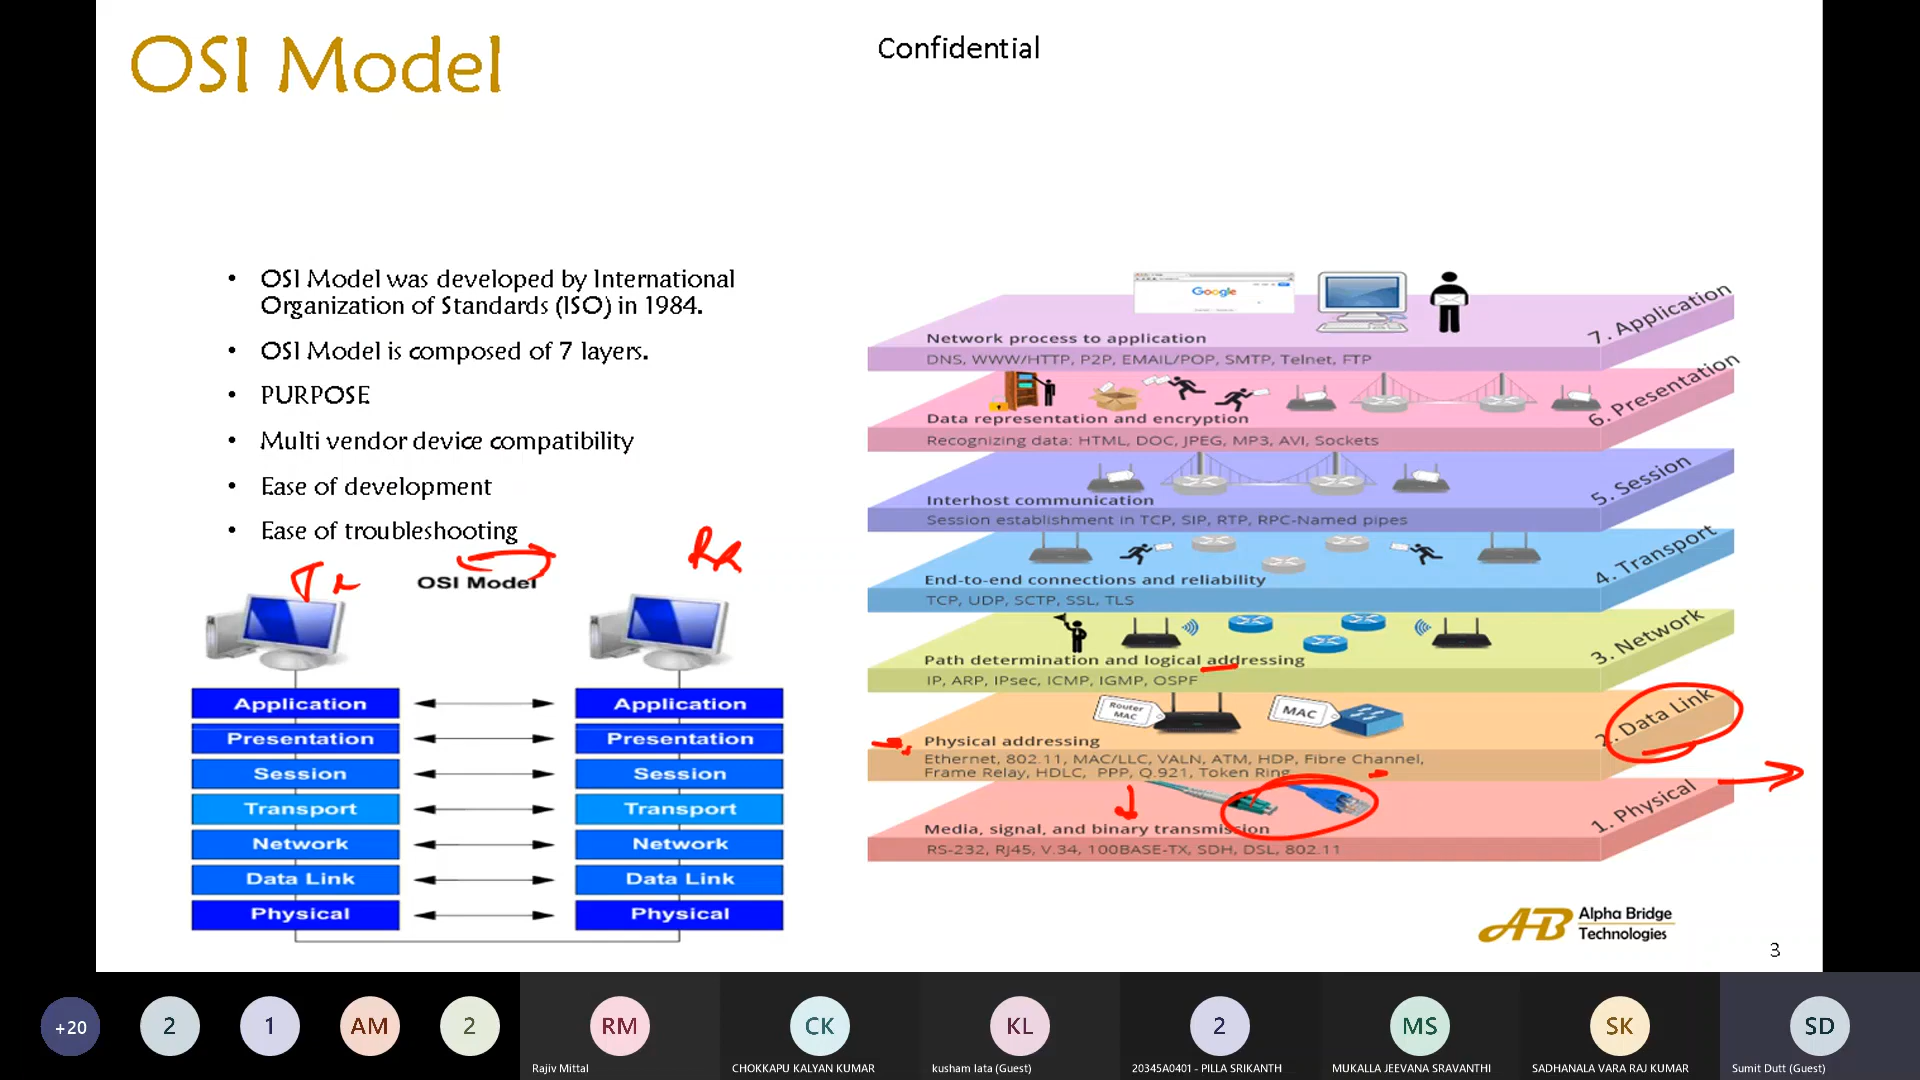 OSI Model
Confidential
• OSI Model was developed by International
Organization of Standards (ISO) in 1984.
• OSI Model is composed of 7 layers.
• PURPOSE
• Multi vendor device compatibility
• Ease of development
• Ease of troubleshooting
Tx
Rx
OSI Model
Application
Application
Presentation
Presentation
Session
Session
Transport
Transport
Network
Network
Data Link
Data Link
Physical
Physical
Google
7. Application
Network process to application
DNS, WWW/HTTP, P2P, EMAIL/POP, SMTP, Telnet, FTP
6. Presentation
Data representation and encryption
Recognizing data: HTML, DOC, JPEG, MP3, AVI, Sockets
5. Session
Interhost communication
Session establishment in TCP, SIP, RTP, RPC-Named pipes
4. Transport
End-to-end connections and reliability
TCP, UDP, SCTP, SSL, TLS
3. Network
Path determination and logical addressing
IP, ARP, IPsec, ICMP, IGMP, OSPF
Router
MAC
MAC
2. Data Link
Physical addressing
Ethernet, 802.11, MAC/LLC, VALN, ATM, HDP, Fibre Channel,
Frame Relay, HDLC, PPP, Q.921, Token Ring
1. Physical
Media, signal, and binary transmission
RS-232, RJ45, V.34, 100BASE-TX, SDH, DSL, 802.11
AB
Alpha Bridge
Technologies
3
+20
2
1
AM
2
RM
CK
KL
2
MS
SK
SD
Rajiv Mittal
CHOKKAPU KALYAN KUMAR
kusham lata (Guest)
20345A0401 - PILLA SRIKANTH
MUKALLA JEEVANA SRAVANTHI
SADHANALA VARA RAJ KUMAR
Sumit Dutt (Guest)